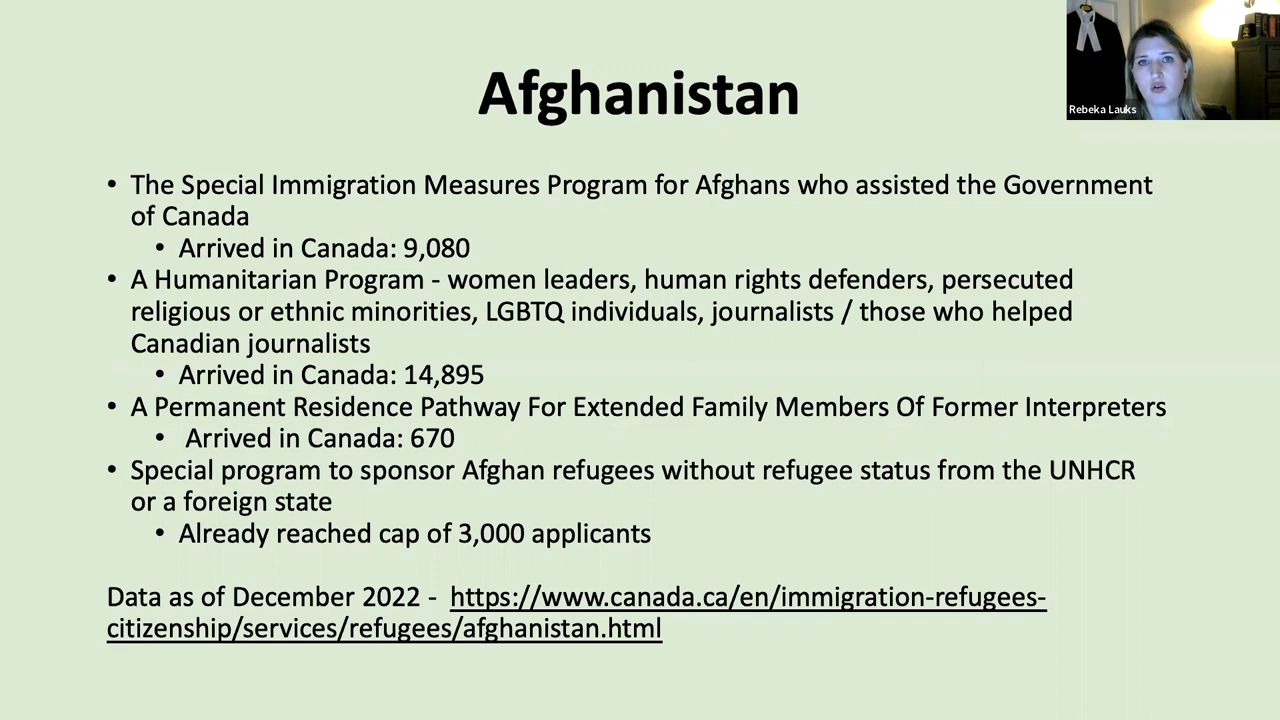 Afghanistan
Rebeka Lauks
• The Special Immigration Measures Program for Afghans who assisted the Government
of Canada
• Arrived in Canada: 9,080
• A Humanitarian Program - women leaders, human rights defenders, persecuted
religious or ethnic minorities, LGBTQ individuals, journalists / those who helped
Canadian journalists
• Arrived in Canada: 14,895
• A Permanent Residence Pathway For Extended Family Members Of Former Interpreters
• Arrived in Canada: 670
• Special program to sponsor Afghan refugees without refugee status from the UNHCR
or a foreign state
• Already reached cap of 3,000 applicants
Data as of December 2022 - https://www.canada.ca/en/immigration-refugees-
citizenship/services/refugees/afghanistan.html